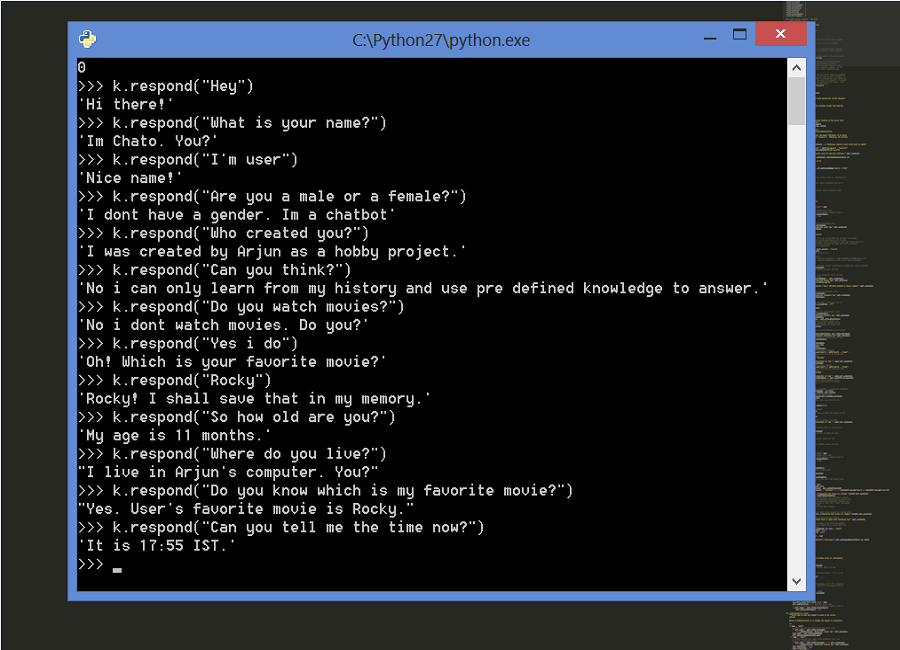 C:\Python27\python.exe
0
>>> k.respond("Hey")
'Hi there!'
>>> k.respond("What is your name?")
'Im Chato. You?'
>>> k.respond("I'm user")
'Nice name!'
>>> k.respond("Are you a male or a female?")
'I dont have a gender. Im a chatbot'
>>> k.respond("Who created you?")
'I was created by Arjun as a hobby project.'
>>> k.respond("Can you think?")
'No i can only learn from my history and use pre defined knowledge to answer.'
>>> k.respond("Do you watch movies?")
'No i dont watch movies. Do you?'
>>> k.respond("Yes i do")
'Oh! Which is your favorite movie?'
>>> k.respond("Rocky")
'Rocky! I shall save that in my memory.'
>>> k.respond("So how old are you?")
'My age is 11 months.'
>>> k.respond("Where do you live?")
"I live in Arjun's computer. You?"
>>> k.respond("Do you know which is my favorite movie?")
"Yes. User's favorite movie is Rocky."
>>> k.respond("Can you tell me the time now?")
'It is 17:55 IST.'
>>> _